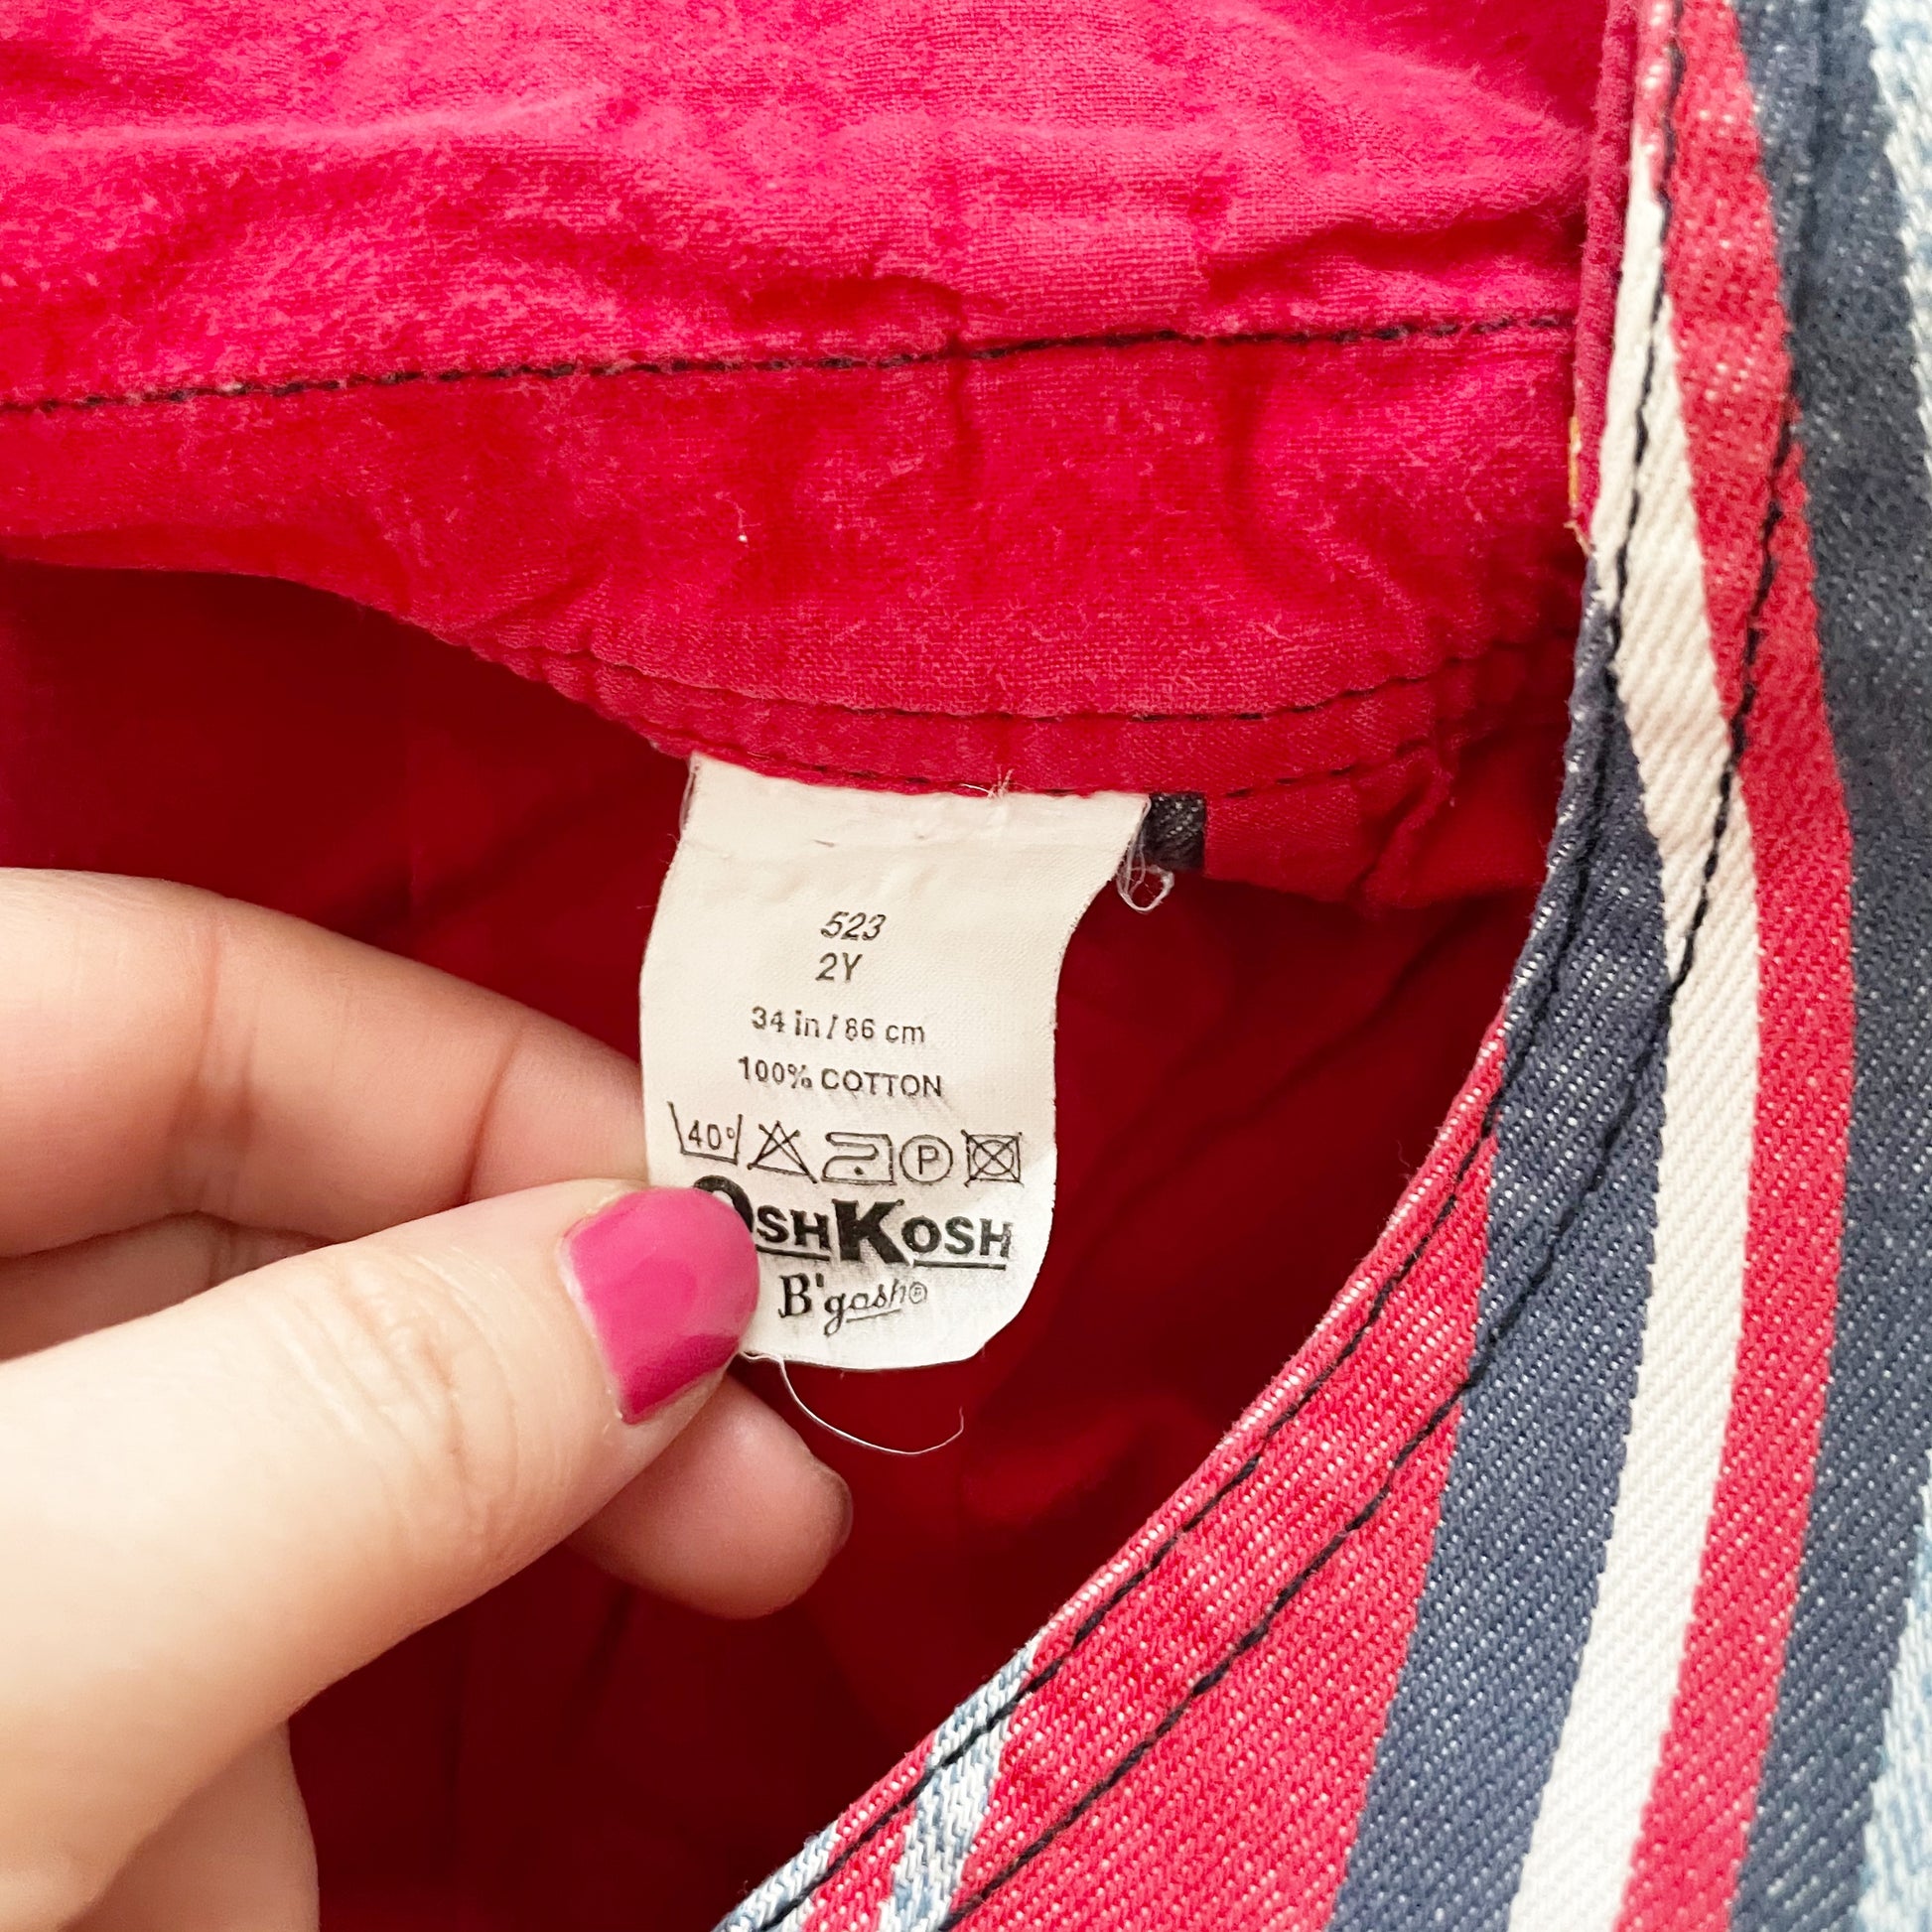 523
2Y
34 in / 86 cm
100% COTTON
40° P
OSHKOSH
B'gosh®